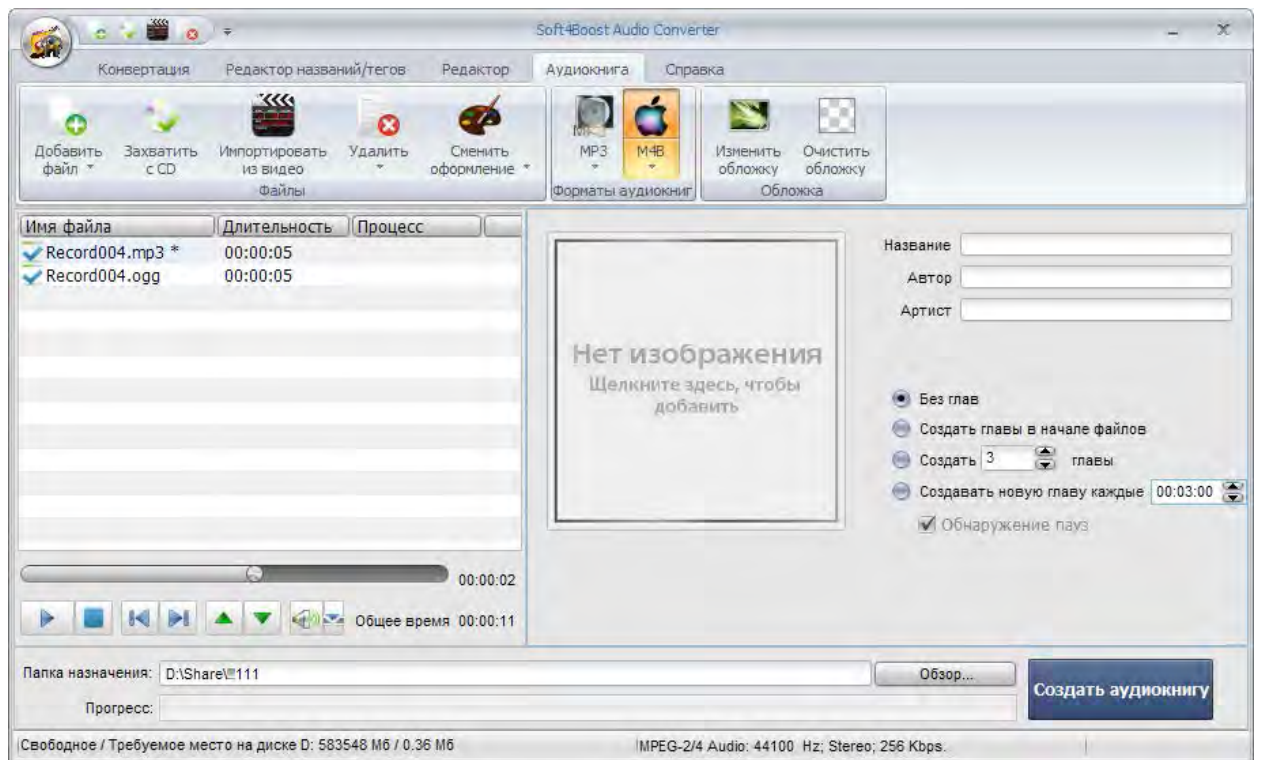 Soft4Boost Audio Converter
Конвертация Редактор названий/тегов Редактор Аудиокнига Справка
Добавить файл
Захватить с CD
Импортировать из видео
Удалить
Сменить оформление
MP3
M4B
Изменить обложку
Очистить обложку
Файлы Форматы аудиокниг Обложка
Имя файла Длительность Процесс
Record004.mp3 * 00:00:05
Record004.ogg 00:00:05
Нет изображения
Щелкните здесь, чтобы
добавить
Название
Автор
Артист
Без глав
Создать главы в начале файлов
Создать 3 главы
Создавать новую главу каждые 00:03:00
Обнаружение пауз
00:00:02
Общее время 00:00:11
Папка назначения: D:\Share\!!!111 Обзор...
Создать аудиокнигу
Прогресс:
Свободное / Требуемое место на диске D: 583548 Мб / 0.36 Мб MPEG-2/4 Audio: 44100 Hz; Stereo; 256 Kbps.